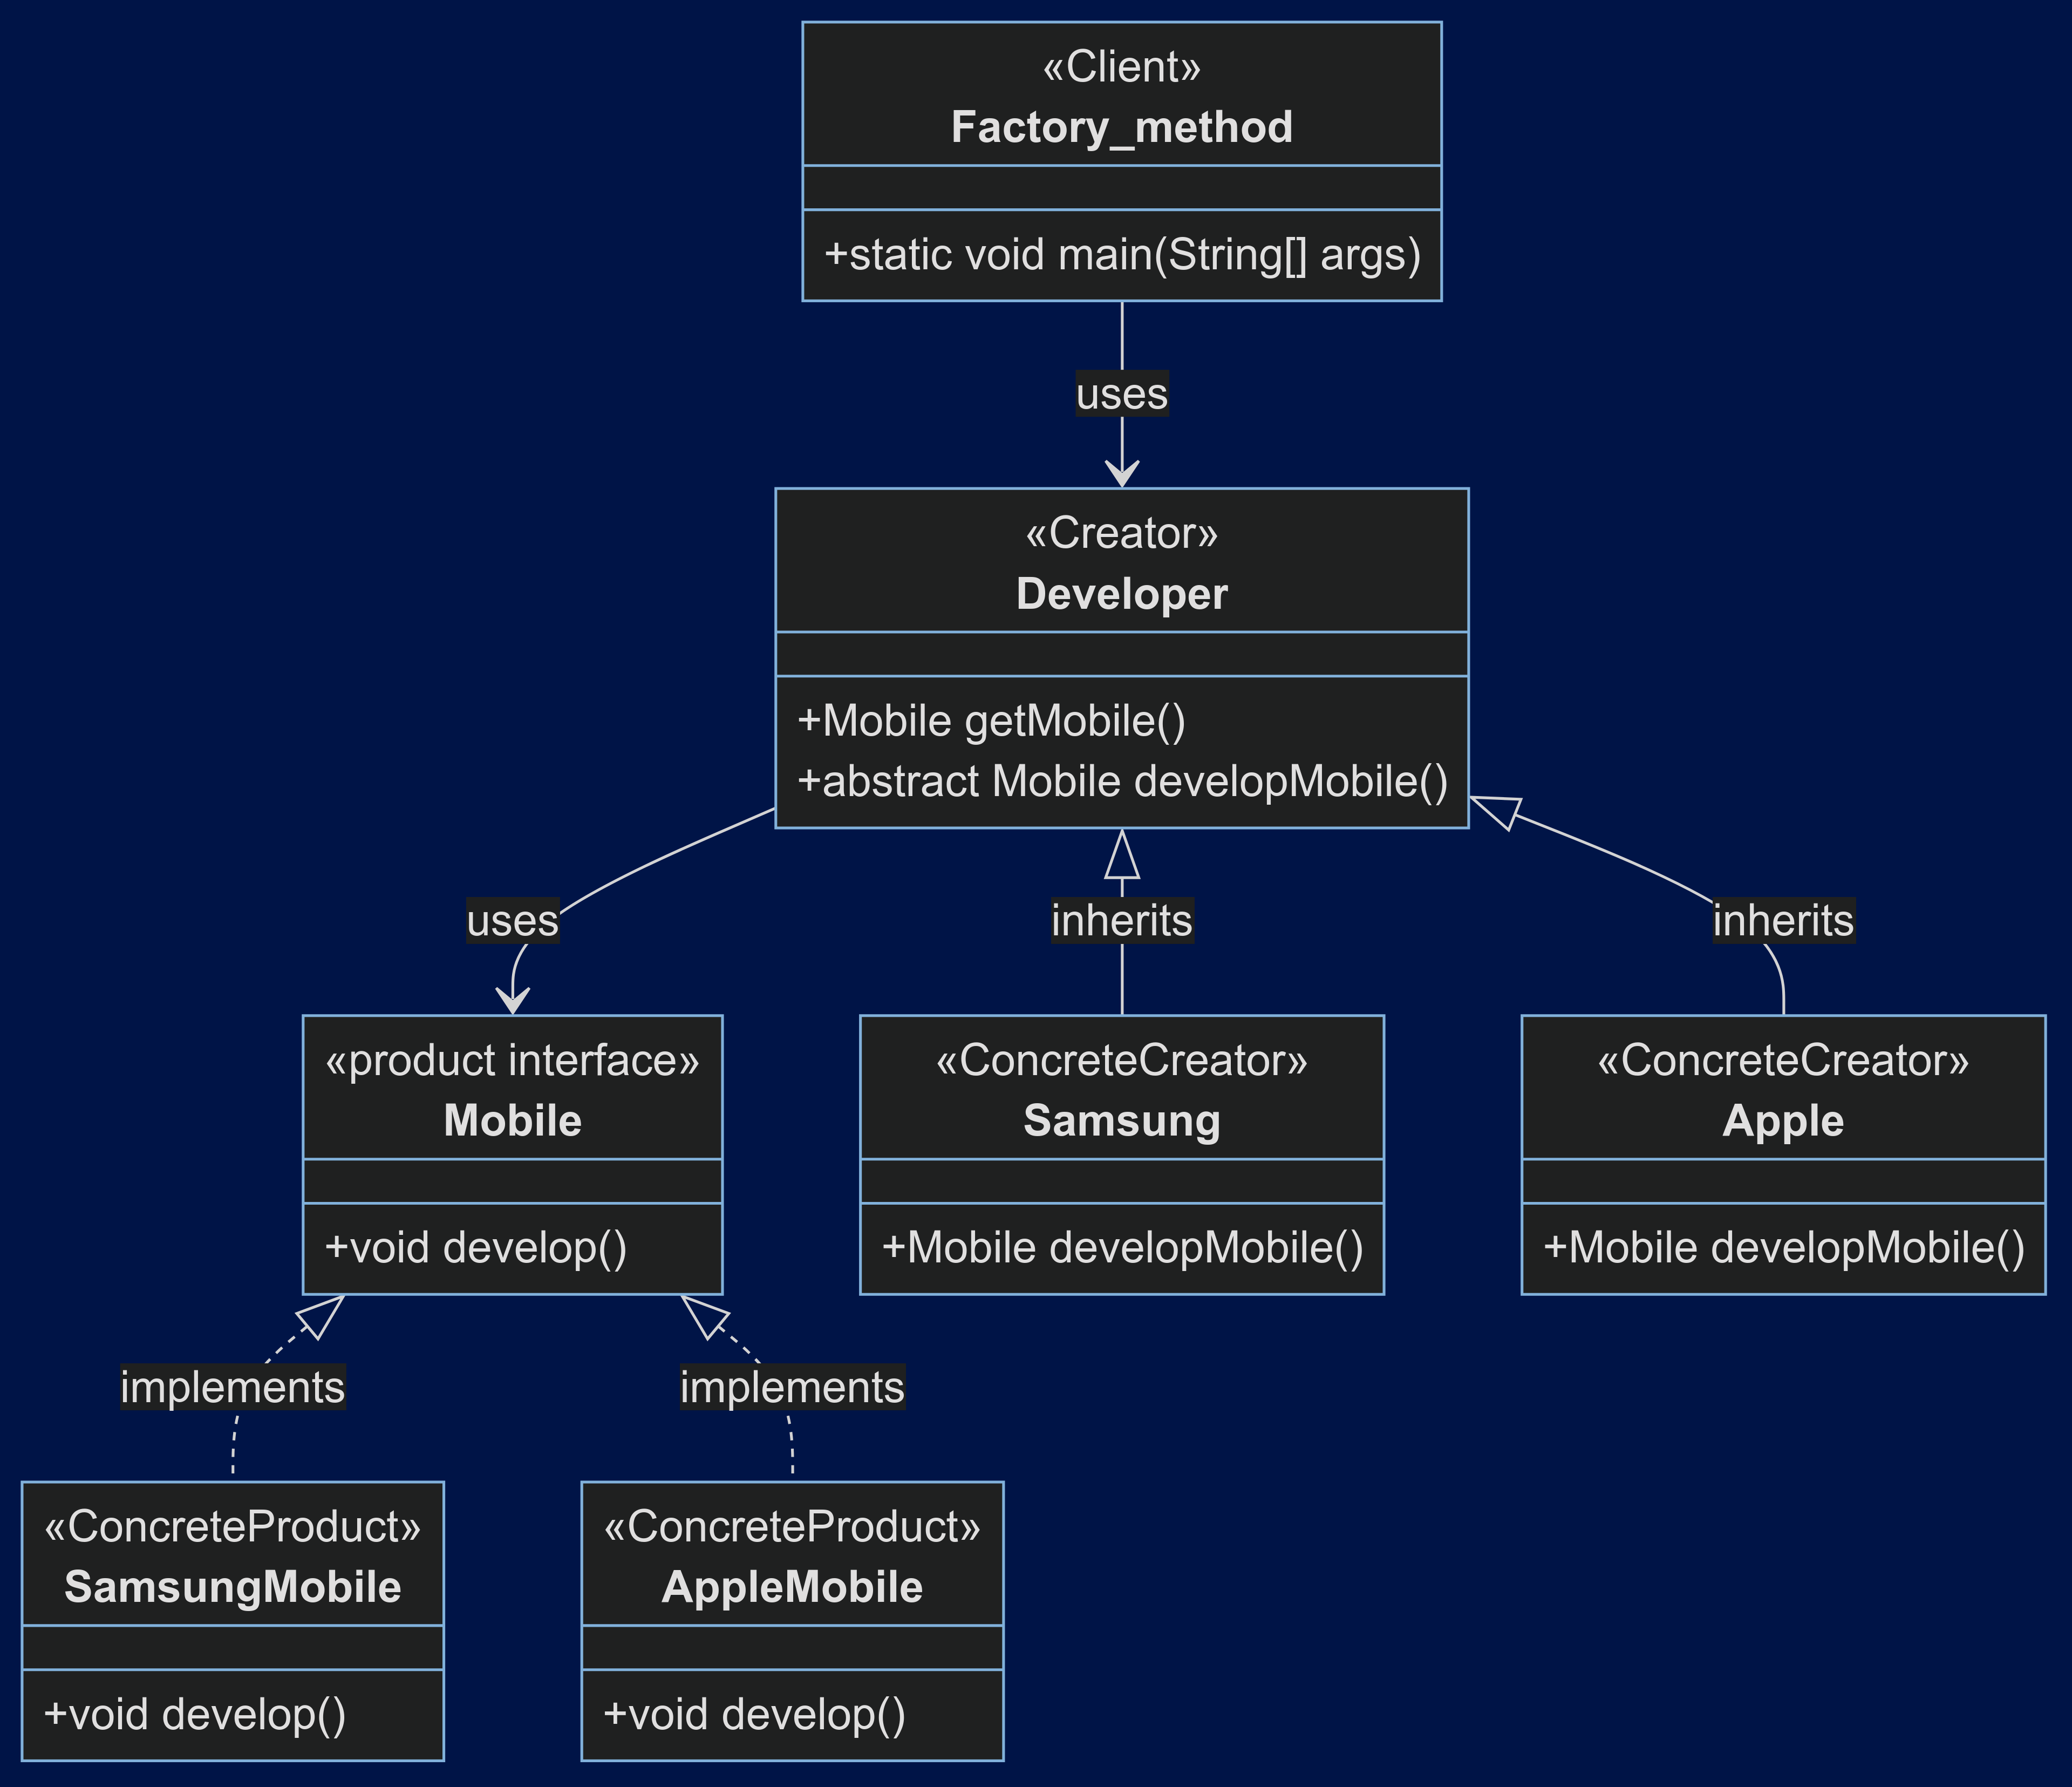 «Client»
Factory_method
+static void main(String[] args)
uses
«Creator»
Developer
+Mobile getMobile()
+abstract Mobile developMobile()
uses
inherits
inherits
«product interface»
Mobile
+void develop()
«ConcreteCreator»
Samsung
+Mobile developMobile()
«ConcreteCreator»
Apple
+Mobile developMobile()
implements
implements
«ConcreteProduct»
SamsungMobile
+void develop()
«ConcreteProduct»
AppleMobile
+void develop()